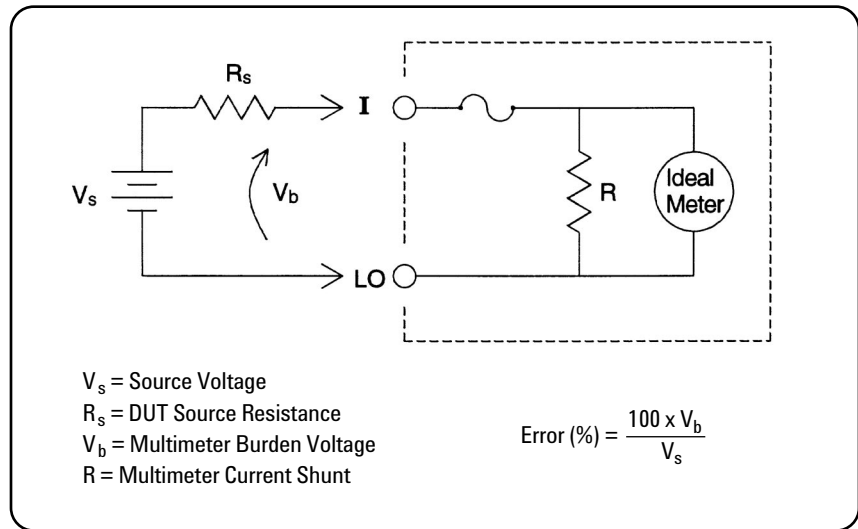 Rs
I
Vs
Vb
R
Ideal
Meter
LO
Vs = Source Voltage
Rs = DUT Source Resistance
Vb = Multimeter Burden Voltage
R = Multimeter Current Shunt
Error (%) = 100 x Vb / Vs